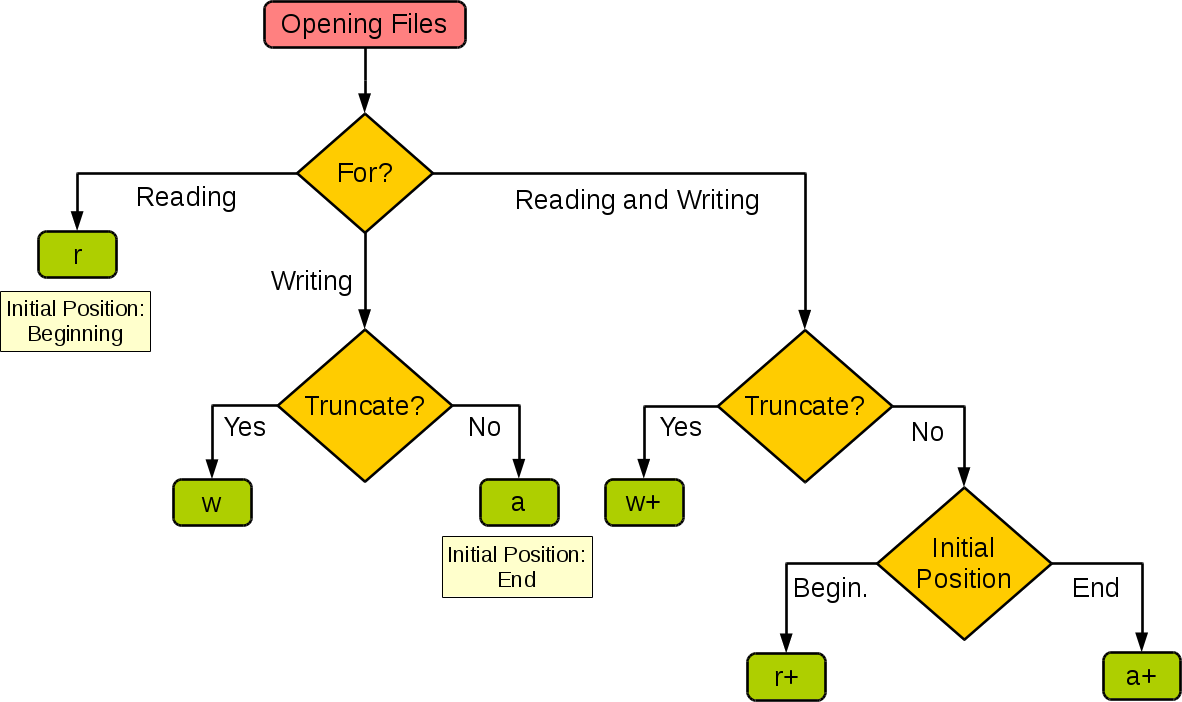 Opening Files
For?
Reading
Reading and Writing
r
Writing
Initial Position:
Beginning
Truncate?
Yes
No
w
a
Initial Position:
End
Truncate?
Yes
No
w+
Initial
Position
Begin.
End
r+
a+